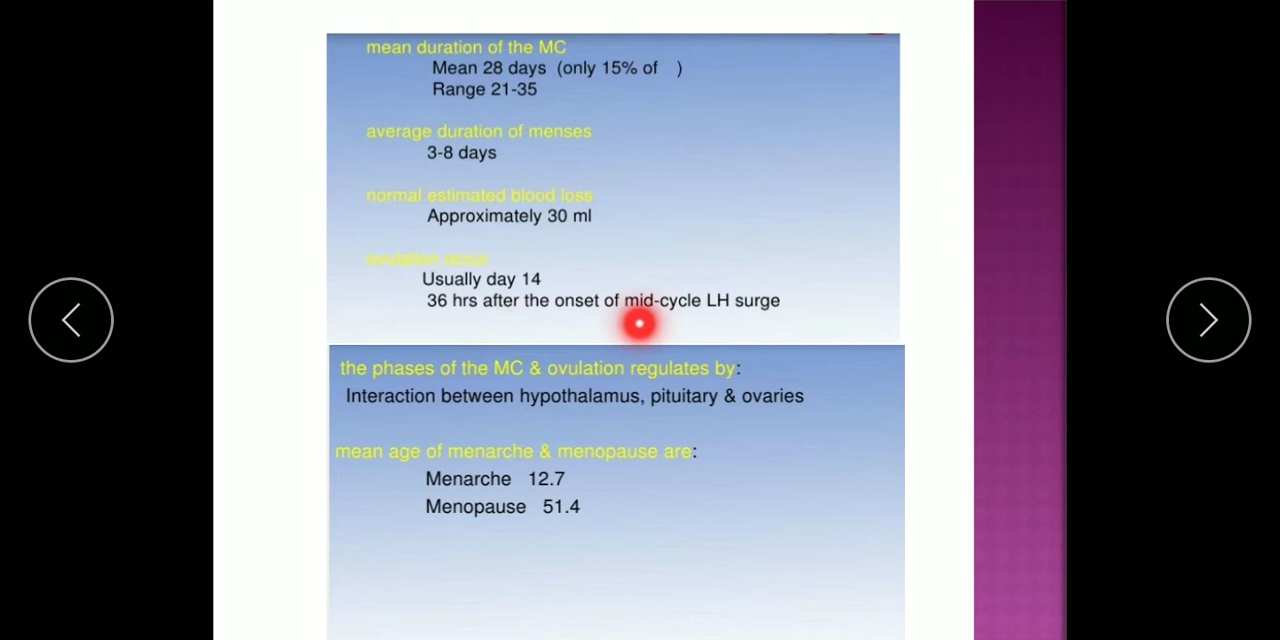 mean duration of the MC
Mean 28 days (only 15% of )
Range 21-35
average duration of menses
3-8 days
normal estimated blood loss
Approximately 30 ml
ovulation occur
Usually day 14
36 hrs after the onset of mid-cycle LH surge
the phases of the MC & ovulation regulates by:
Interaction between hypothalamus, pituitary & ovaries
mean age of menarche & menopause are:
Menarche 12.7
Menopause 51.4